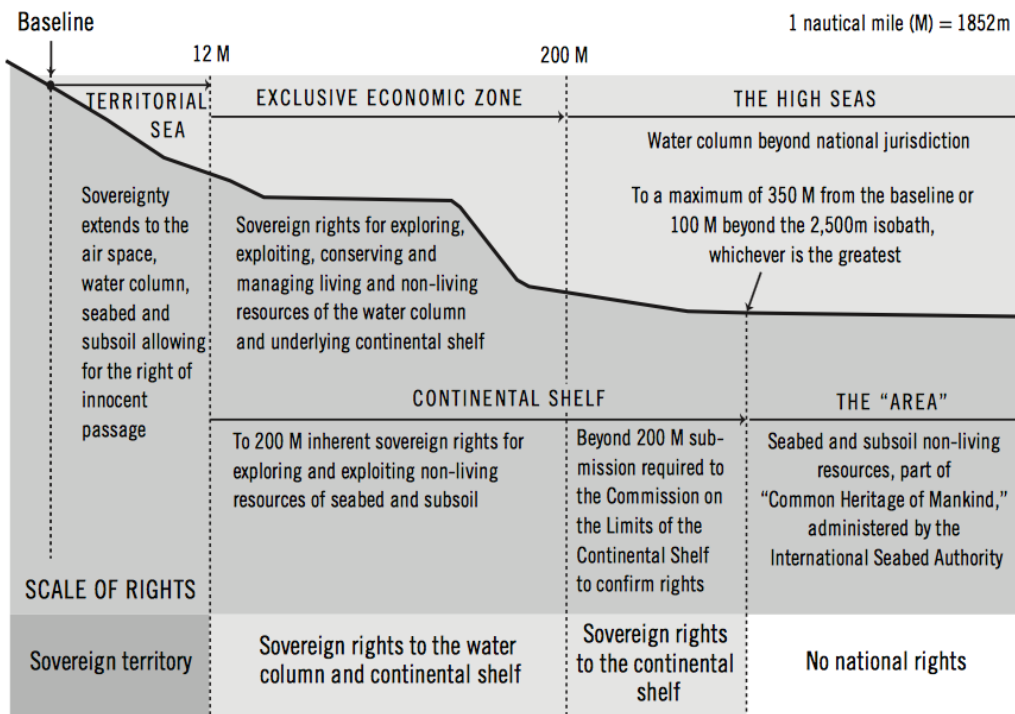 Baseline
1 nautical mile (M) = 1852m
12 M
200 M
TERRITORIAL
SEA
EXCLUSIVE ECONOMIC ZONE
THE HIGH SEAS
Water column beyond national jurisdiction
To a maximum of 350 M from the baseline or
100 M beyond the 2,500m isobath,
whichever is the greatest
Sovereignty
extends to the
air space,
water column,
seabed and
subsoil allowing
for the right of
innocent
passage
Sovereign rights for exploring,
exploiting, conserving and
managing living and non-living
resources of the water column
and underlying continental shelf
CONTINENTAL SHELF
THE “AREA”
To 200 M inherent sovereign rights for
exploring and exploiting non-living
resources of seabed and subsoil
Beyond 200 M sub-
mission required to
the Commission on
the Limits of the
Continental Shelf
to confirm rights
Seabed and subsoil non-living
resources, part of
“Common Heritage of Mankind,”
administered by the
International Seabed Authority
SCALE OF RIGHTS
Sovereign territory
Sovereign rights to the water
column and continental shelf
Sovereign rights
to the continental
shelf
No national rights